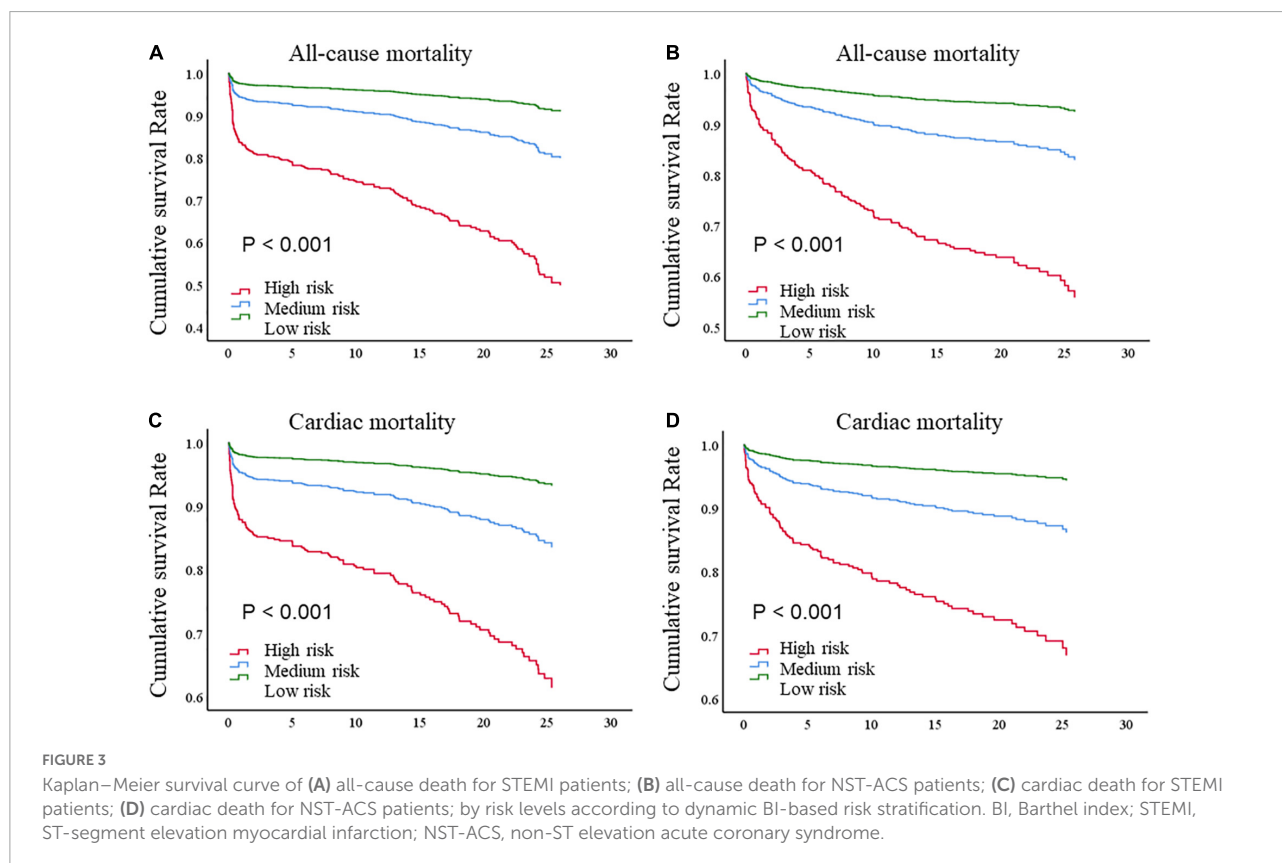 A
All-cause mortality
Cumulative survival Rate
1.0
0.9
0.8
0.7
0.6
0.5
0.4
P < 0.001
High risk
Medium risk
Low risk
0 5 10 15 20 25 30
B
All-cause mortality
Cumulative survival Rate
1.0
0.9
0.8
0.7
0.6
0.5
P < 0.001
High risk
Medium risk
Low risk
0 5 10 15 20 25 30
C
Cardiac mortality
Cumulative survival Rate
1.0
0.9
0.8
0.7
0.6
P < 0.001
High risk
Medium risk
Low risk
0 5 10 15 20 25 30
D
Cardiac mortality
Cumulative survival Rate
1.0
0.9
0.8
0.7
0.6
P < 0.001
High risk
Medium risk
Low risk
0 5 10 15 20 25 30
FIGURE 3
Kaplan–Meier survival curve of (A) all-cause death for STEMI patients; (B) all-cause death for NST-ACS patients; (C) cardiac death for STEMI
patients; (D) cardiac death for NST-ACS patients; by risk levels according to dynamic BI-based risk stratification. BI, Barthel index; STEMI,
ST-segment elevation myocardial infarction; NST-ACS, non-ST elevation acute coronary syndrome.